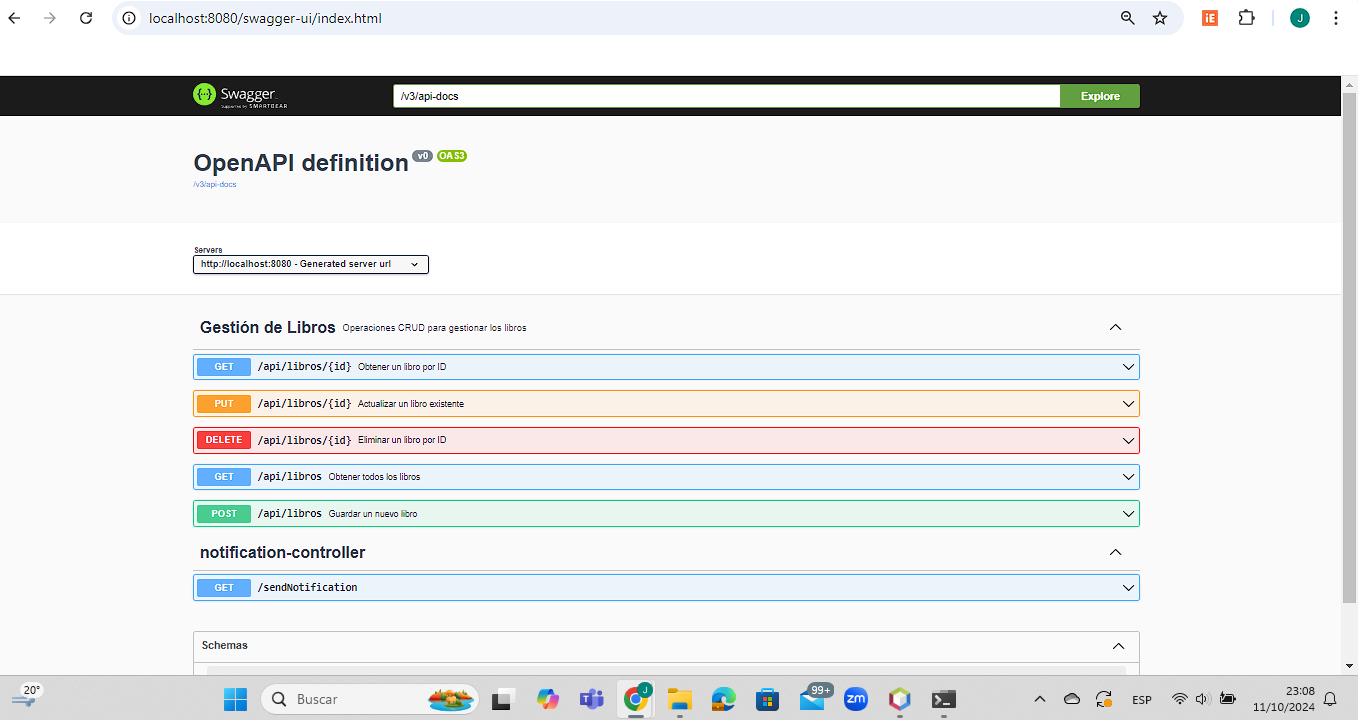 localhost:8080/swagger-ui/index.html
iE
J
Swagger
Supported by SMARTBEAR
/v3/api-docs
Explore
OpenAPI definition v0 OAS3
/v3/api-docs
Servers
http://localhost:8080 - Generated server url
Gestión de Libros Operaciones CRUD para gestionar los libros
GET /api/libros/{id} Obtener un libro por ID
PUT /api/libros/{id} Actualizar un libro existente
DELETE /api/libros/{id} Eliminar un libro por ID
GET /api/libros Obtener todos los libros
POST /api/libros Guardar un nuevo libro
notification-controller
GET /sendNotification
Schemas
20°
Buscar
J
99+
zm
ESP
23:08
11/10/2024